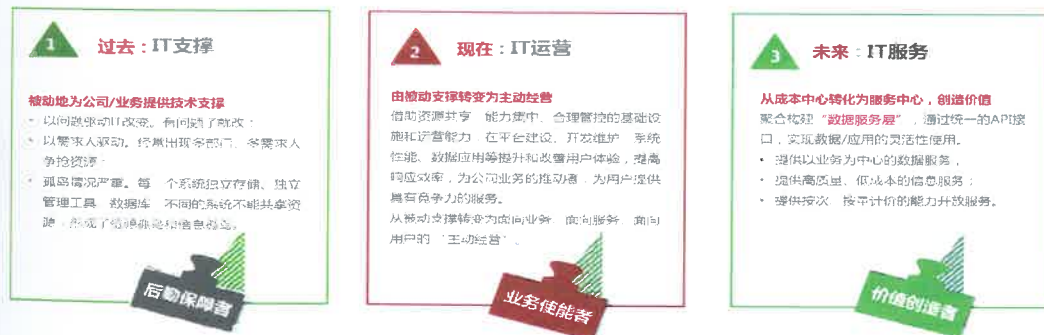 1
过去：IT支撑
被动地为公司/业务提供技术支撑
以问题驱动IT改变。有问题了就改；
以需求人驱动。经常出现多部门、多需求人
争抢资源；
孤岛情况严重。每一个系统独立存储、独立
管理工具、数据库，不同的系统不能共享资
源，形成了
后勤保障者
2
现在：IT运营
由被动支撑转变为主动经营
借助资源共享、能力集中、合理管控的基础设
施和运营能力，在平台建设、开发维护、系统
性能、数据应用等提升和改善用户体验，提高
响应效率，为公司业务的推动者，为用户提供
具有竞争力的服务。
从被动支撑转变为面向业务、面向服务、面向
用户的“主动经营”。
业务使能者
3
未来：IT服务
从成本中心转化为服务中心，创造价值
聚合构建“数据服务层”，通过统一的API接
口，实现数据/应用的灵活性使用。
• 提供以业务为中心的数据服务；
• 提供高质量、低成本的信息服务；
• 提供按次、按量计价的能力开放服务。
价值创造者